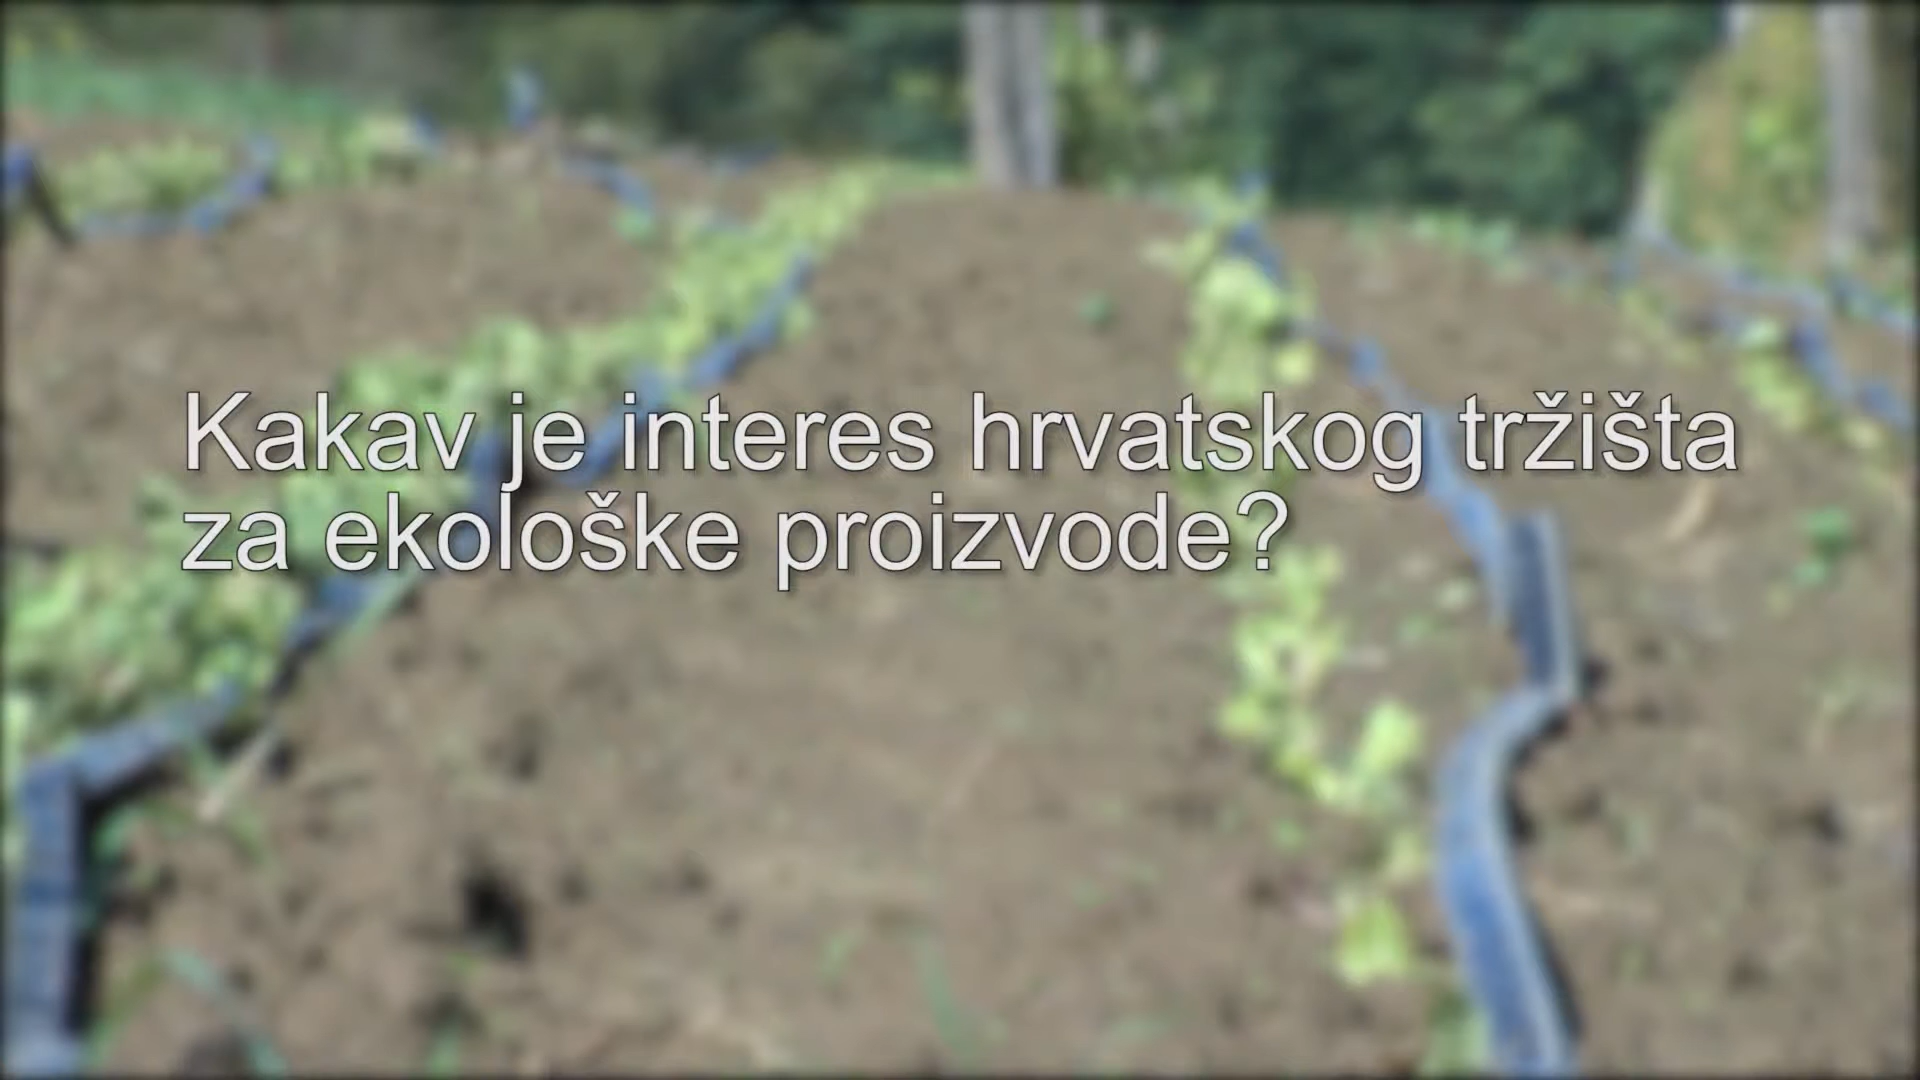 Kakav je interes hrvatskog tržišta
za ekološke proizvode?